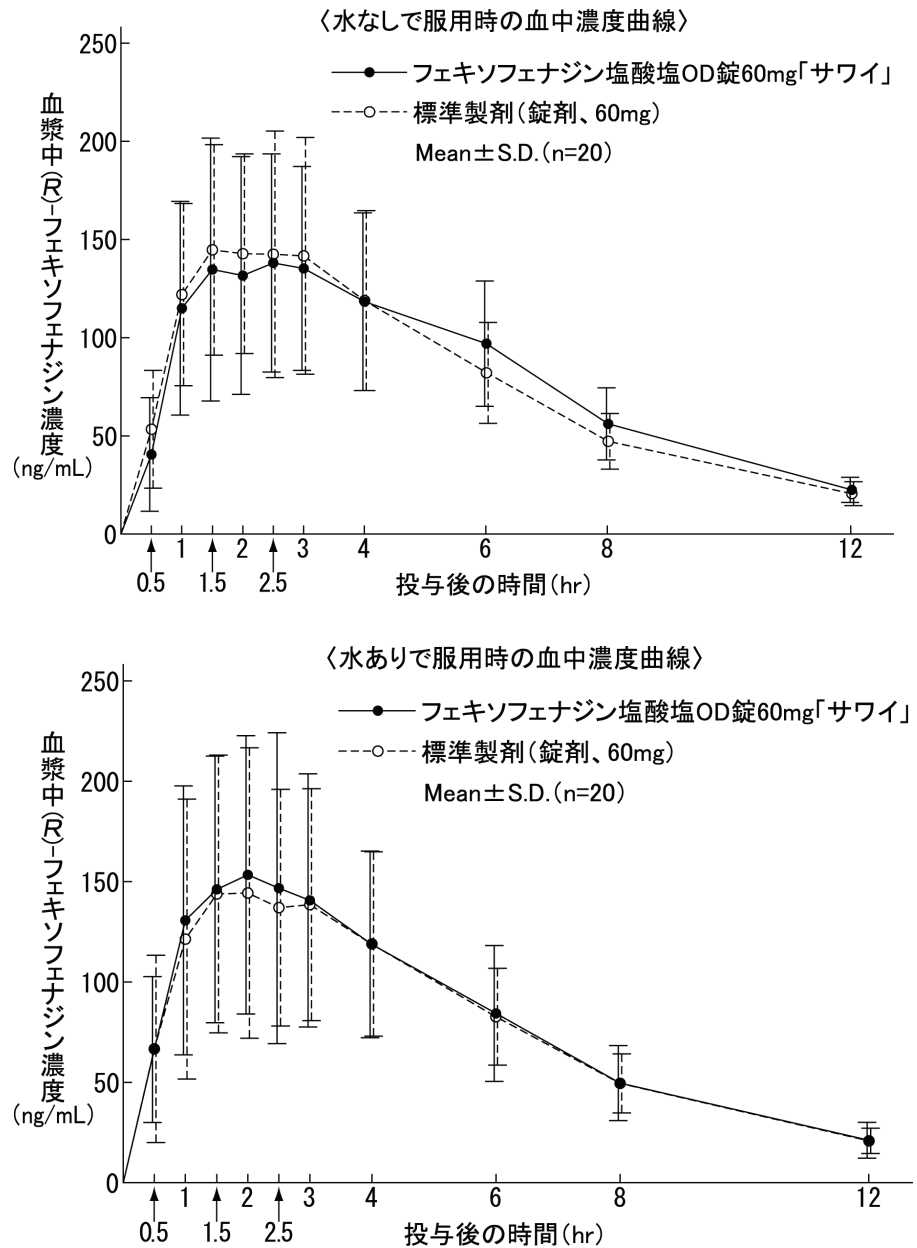 〈水なしで服用時の血中濃度曲線〉
フェキソフェナジン塩酸塩OD錠60mg「サワイ」
標準製剤(錠剤、60mg)
Mean±S.D.(n=20)
血漿中(R)-フェキソフェナジン濃度
(ng/mL)
250
200
150
100
50
0
1 2 3 4 6 8 12
0.5 1.5 2.5
投与後の時間(hr)
〈水ありで服用時の血中濃度曲線〉
フェキソフェナジン塩酸塩OD錠60mg「サワイ」
標準製剤(錠剤、60mg)
Mean±S.D.(n=20)
血漿中(R)-フェキソフェナジン濃度
(ng/mL)
250
200
150
100
50
0
1 2 3 4 6 8 12
0.5 1.5 2.5
投与後の時間(hr)